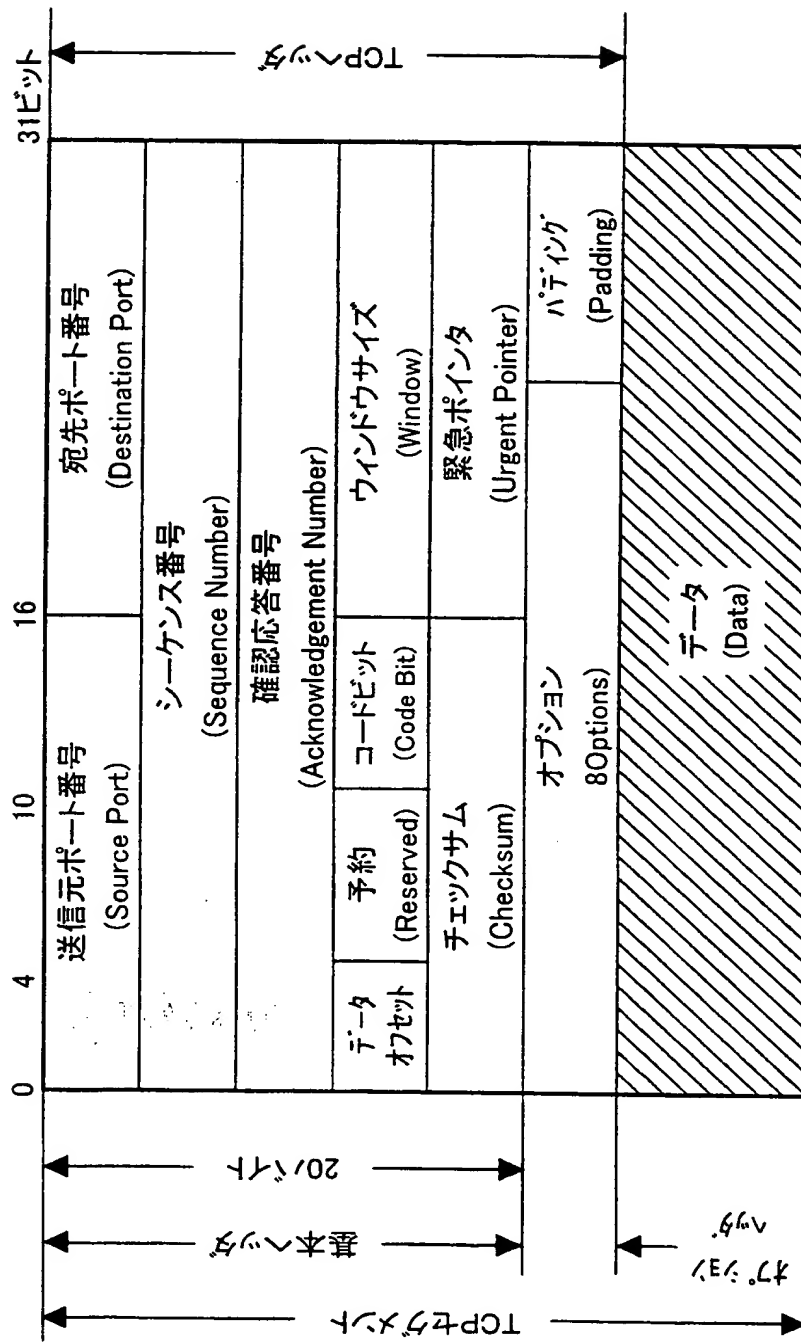 0
4
10
16
31ビット
送信元ポート番号
(Source Port)
宛先ポート番号
(Destination Port)
シーケンス番号
(Sequence Number)
確認応答番号
(Acknowledgement Number)
データ
オフセット
予約
(Reserved)
コードビット
(Code Bit)
ウィンドウサイズ
(Window)
チェックサム
(Checksum)
緊急ポインタ
(Urgent Pointer)
オプション
8Options)
パディング
(Padding)
データ
(Data)
TCPヘッダ
20バイト
基本ヘッダ
オプション
ヘッダ
TCPセグメント